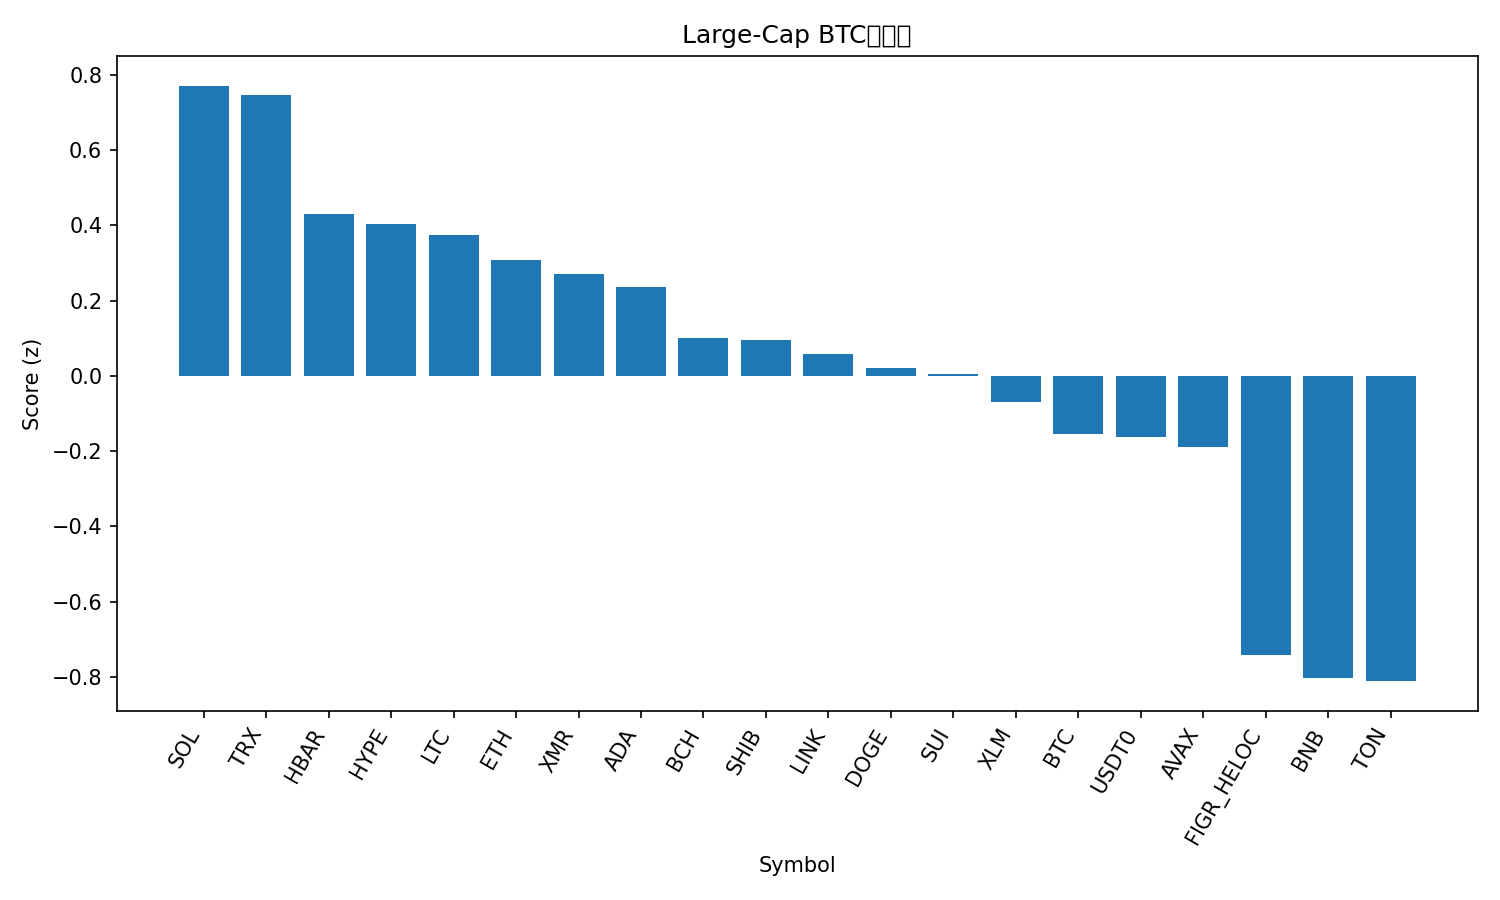 Large-Cap BTC
Score (z)
0.8
0.6
0.4
0.2
0.0
−0.2
−0.4
−0.6
−0.8
SOL
TRX
HBAR
HYPE
LTC
ETH
XMR
ADA
BCH
SHIB
LINK
DOGE
SUI
XLM
BTC
USDT0
AVAX
FIGR_HELOC
BNB
TON
Symbol